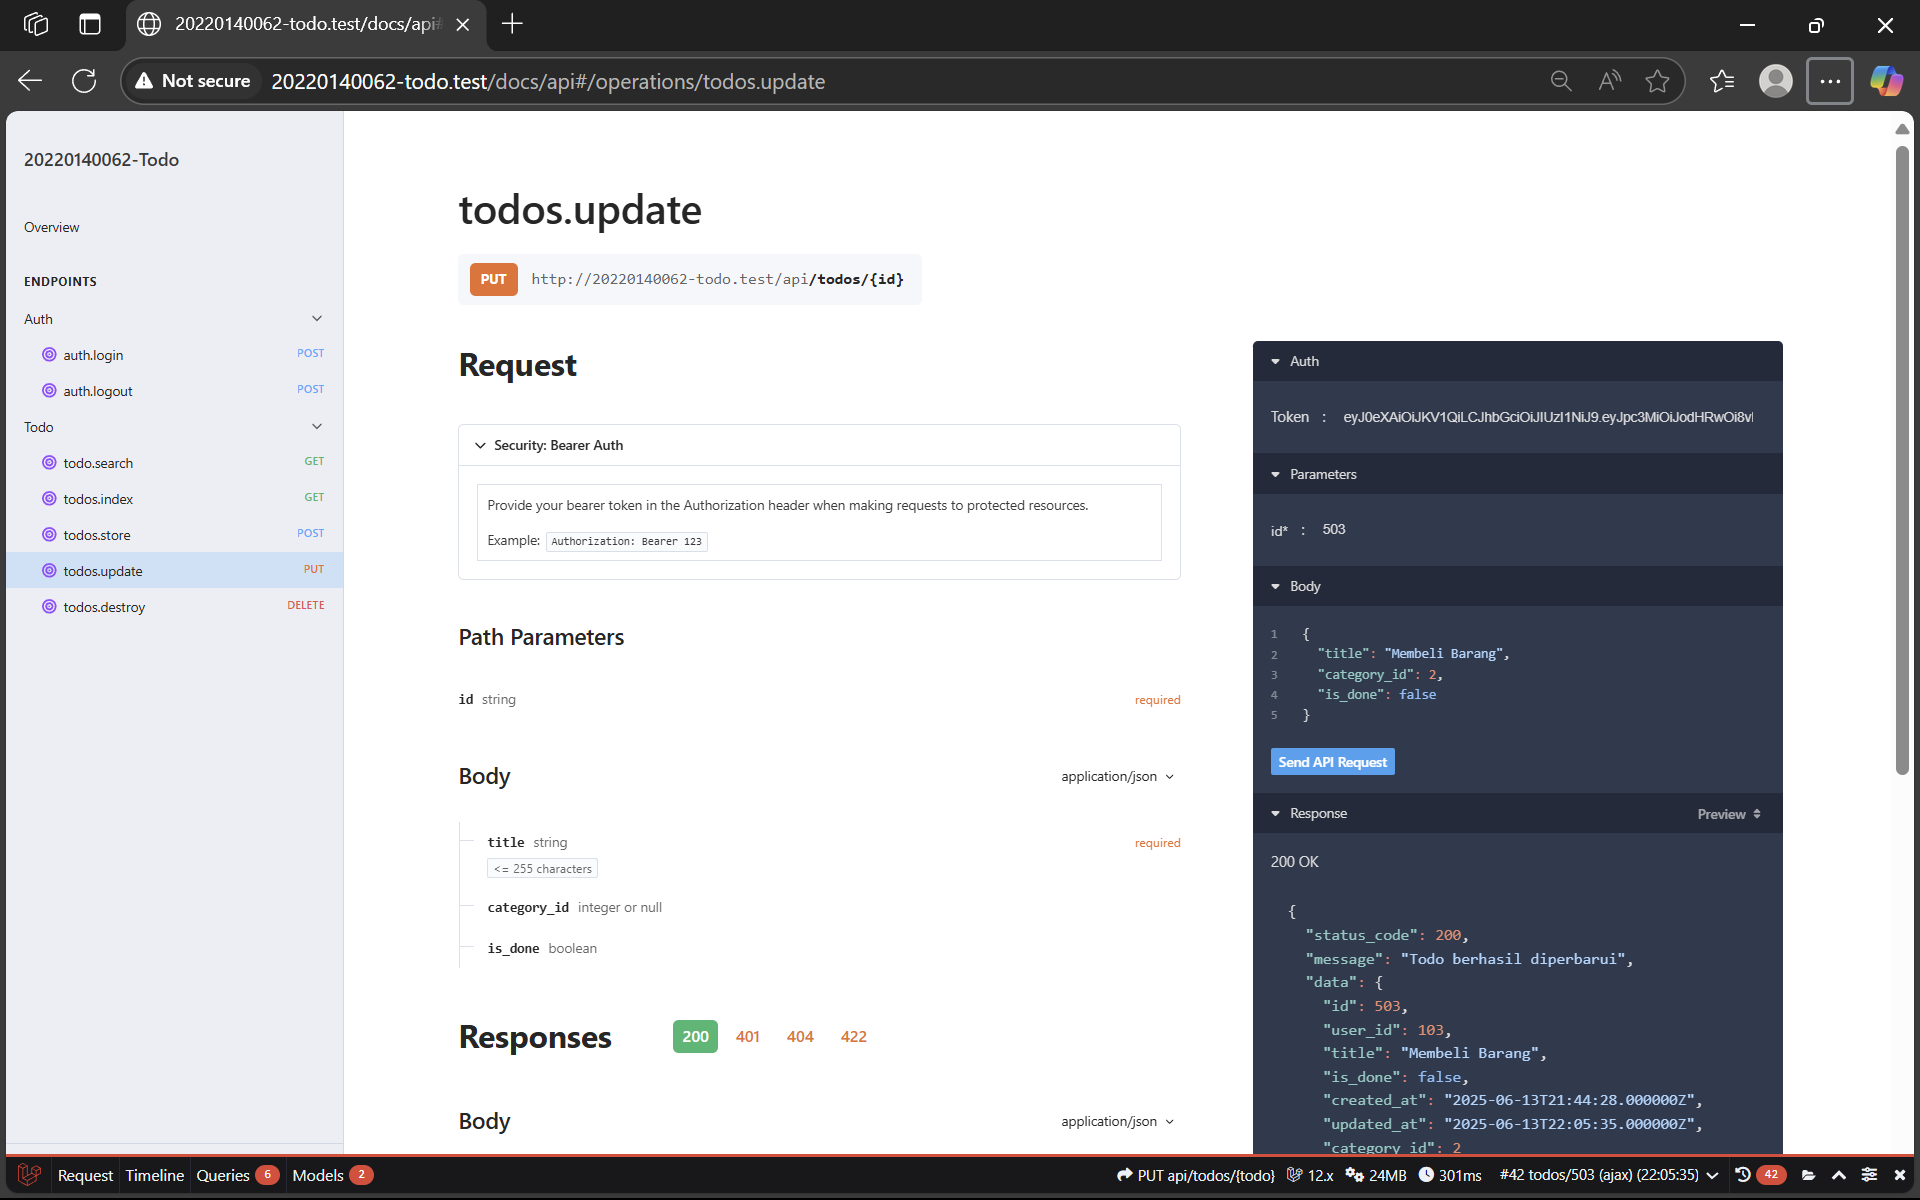 20220140062-todo.test/docs/api#
Not secure
20220140062-todo.test/docs/api#/operations/todos.update
20220140062-Todo
Overview
ENDPOINTS
Auth
auth.login POST
auth.logout POST
Todo
todo.search GET
todos.index GET
todos.store POST
todos.update PUT
todos.destroy DELETE
todos.update
PUT http://20220140062-todo.test/api/todos/{id}
Request
Security: Bearer Auth
Provide your bearer token in the Authorization header when making requests to protected resources.
Example: Authorization: Bearer 123
Path Parameters
id string required
Body application/json
title string required
<= 255 characters
category_id integer or null
is_done boolean
Responses 200 401 404 422
Body application/json
Auth
Token :
Parameters
id* : 503
Body
1 {
2 "title": "Membeli Barang",
3 "category_id": 2,
4 "is_done": false
5 }
Send API Request
Response Preview
200 OK
{
"status_code": 200,
"message": "Todo berhasil diperbarui",
"data": {
"id": 503,
"user_id": 103,
"title": "Membeli Barang",
"is_done": false,
"created_at": "2025-06-13T21:44:28.000000Z",
"updated_at": "2025-06-13T22:05:35.000000Z",
"category_id": 2
Request Timeline Queries 6 Models 2
PUT api/todos/{todo} 12.x 24MB 301ms #42 todos/503 (ajax) (22:05:35) 42